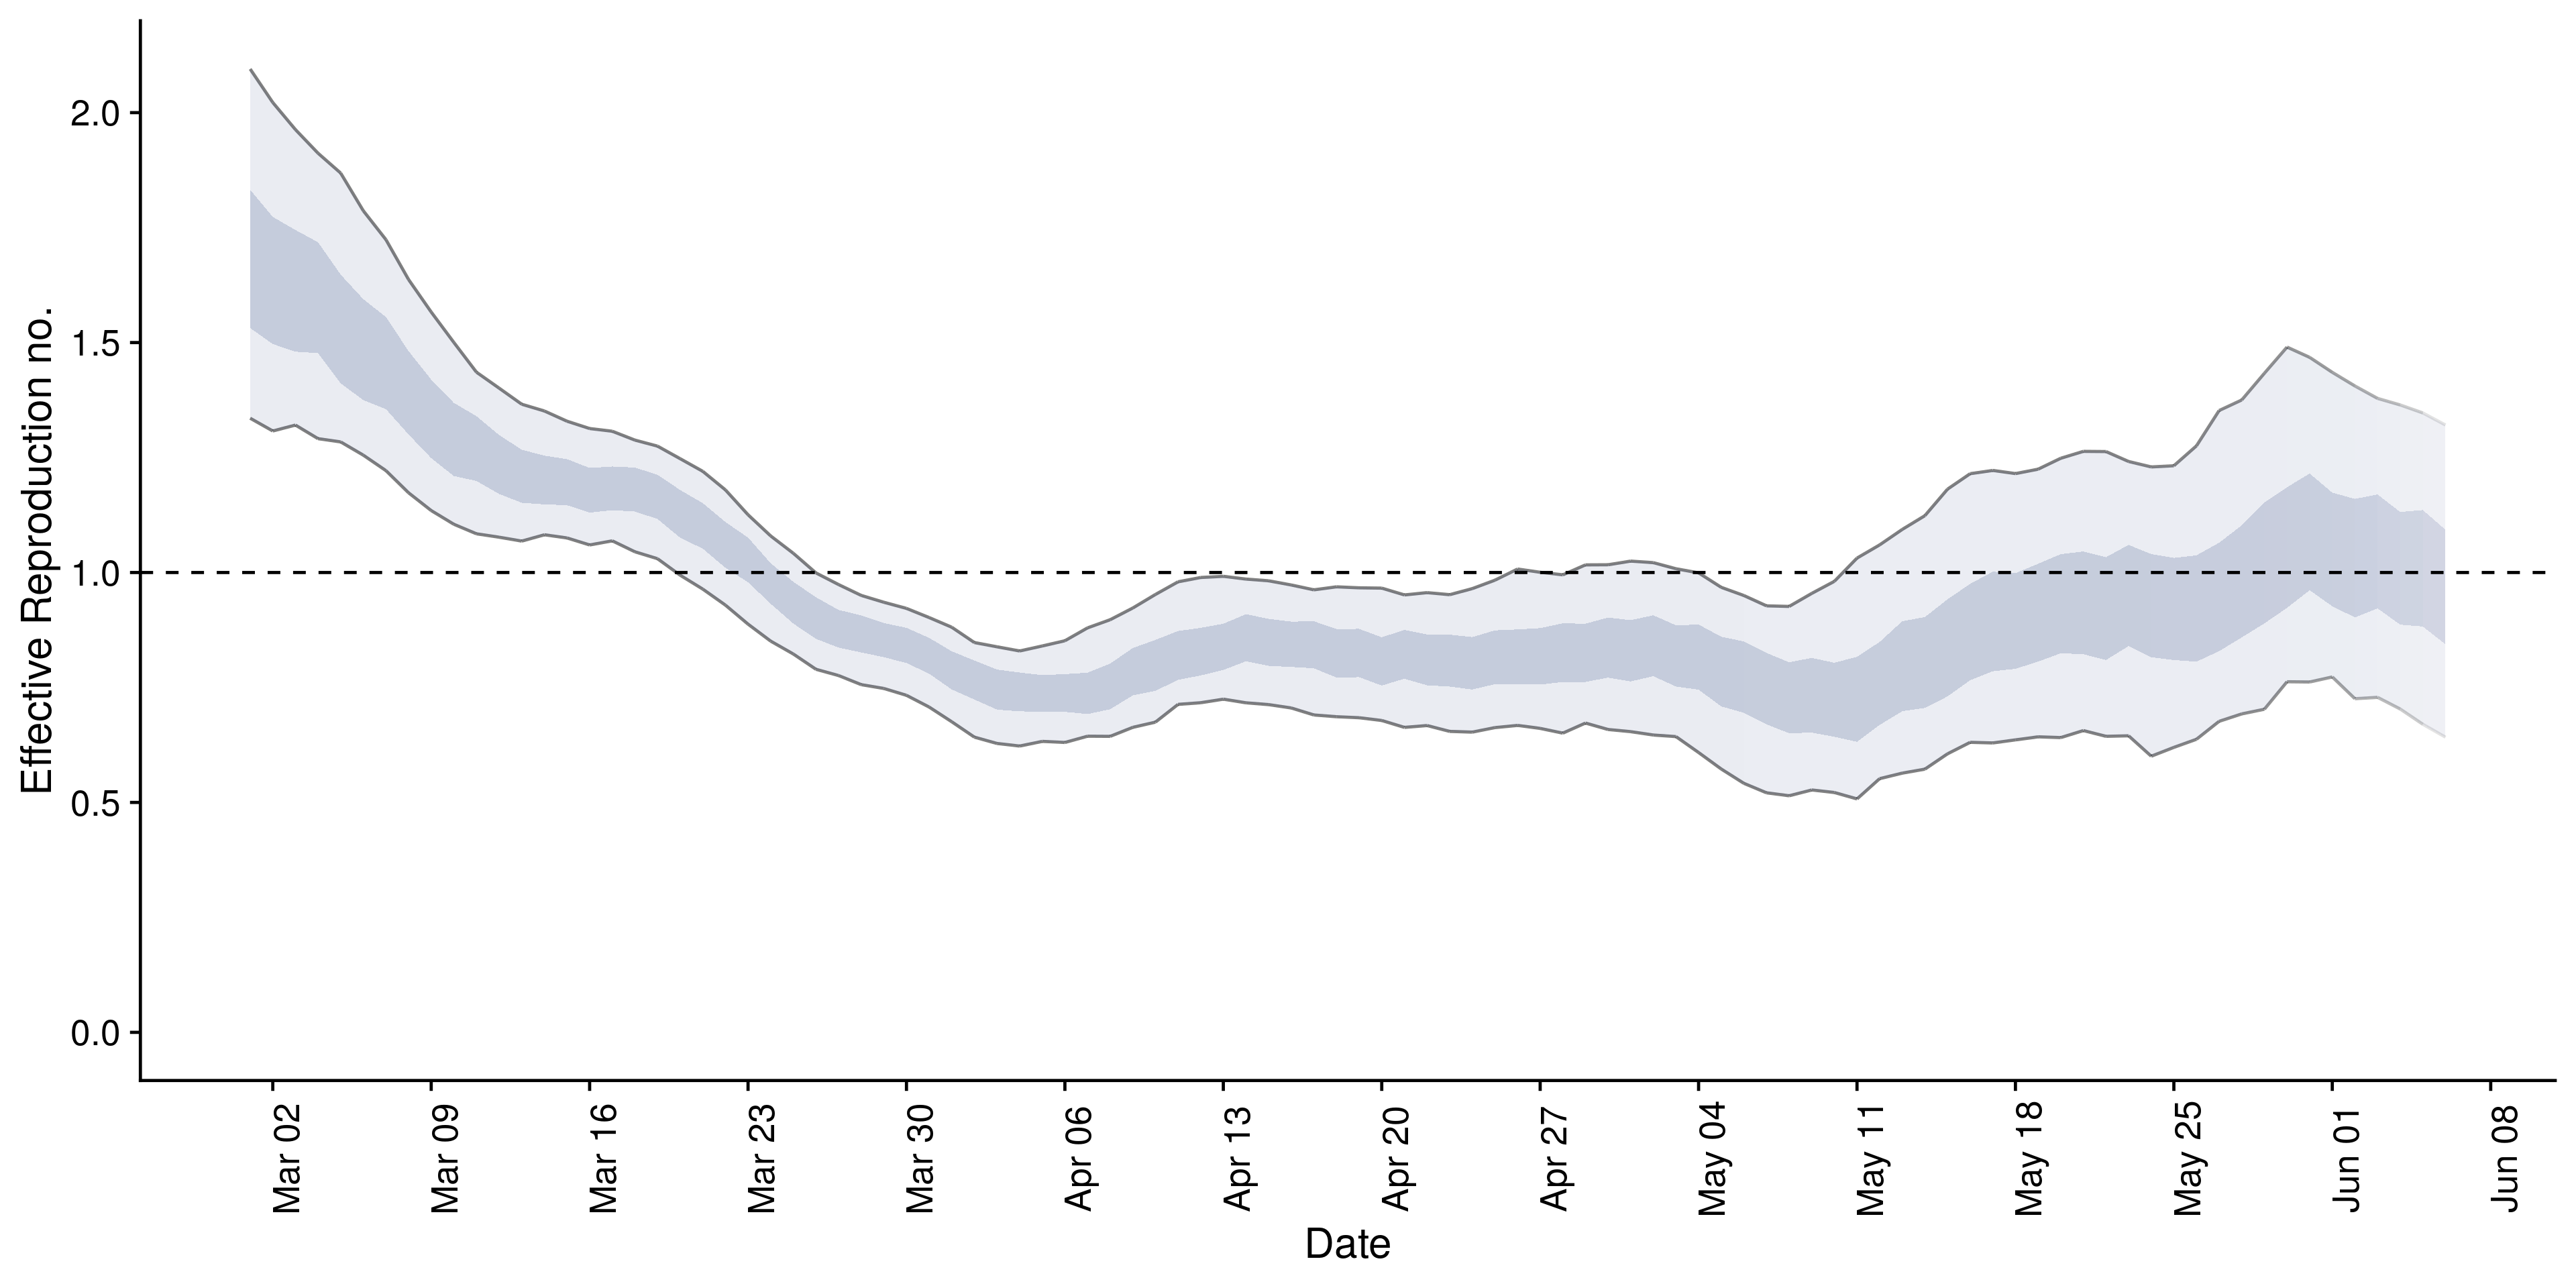 Effective Reproduction no.
2.0
1.5
1.0
0.5
0.0
Mar 02
Mar 09
Mar 16
Mar 23
Mar 30
Apr 06
Apr 13
Apr 20
Apr 27
May 04
May 11
May 18
May 25
Jun 01
Jun 08
Date